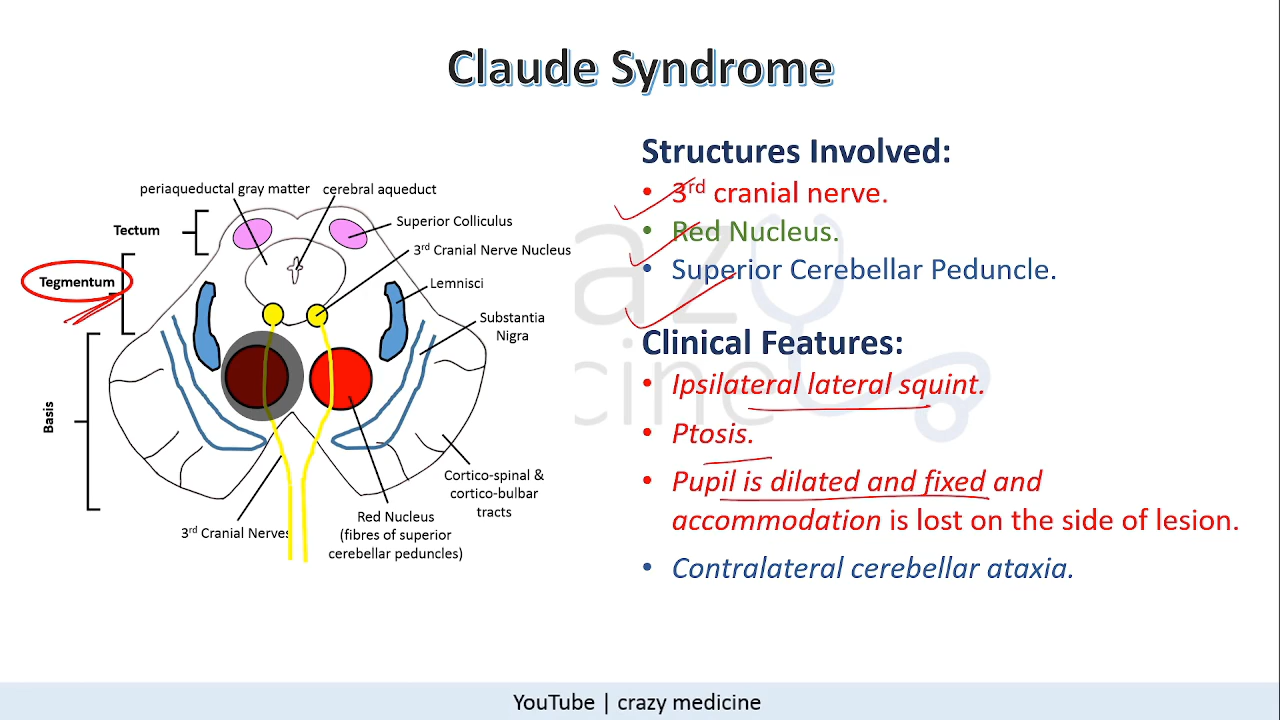 Claude Syndrome
periaqueductal gray matter
cerebral aqueduct
Tectum
Superior Colliculus
3rd Cranial Nerve Nucleus
Tegmentum
Lemnisci
Substantia
Nigra
Basis
Cortico-spinal &
cortico-bulbar
tracts
3rd Cranial Nerves
Red Nucleus
(fibres of superior
cerebellar peduncles)
Structures Involved:
• 3rd cranial nerve.
• Red Nucleus.
• Superior Cerebellar Peduncle.
Clinical Features:
• Ipsilateral lateral squint.
• Ptosis.
• Pupil is dilated and fixed and
accommodation is lost on the side of lesion.
• Contralateral cerebellar ataxia.
YouTube | crazy medicine